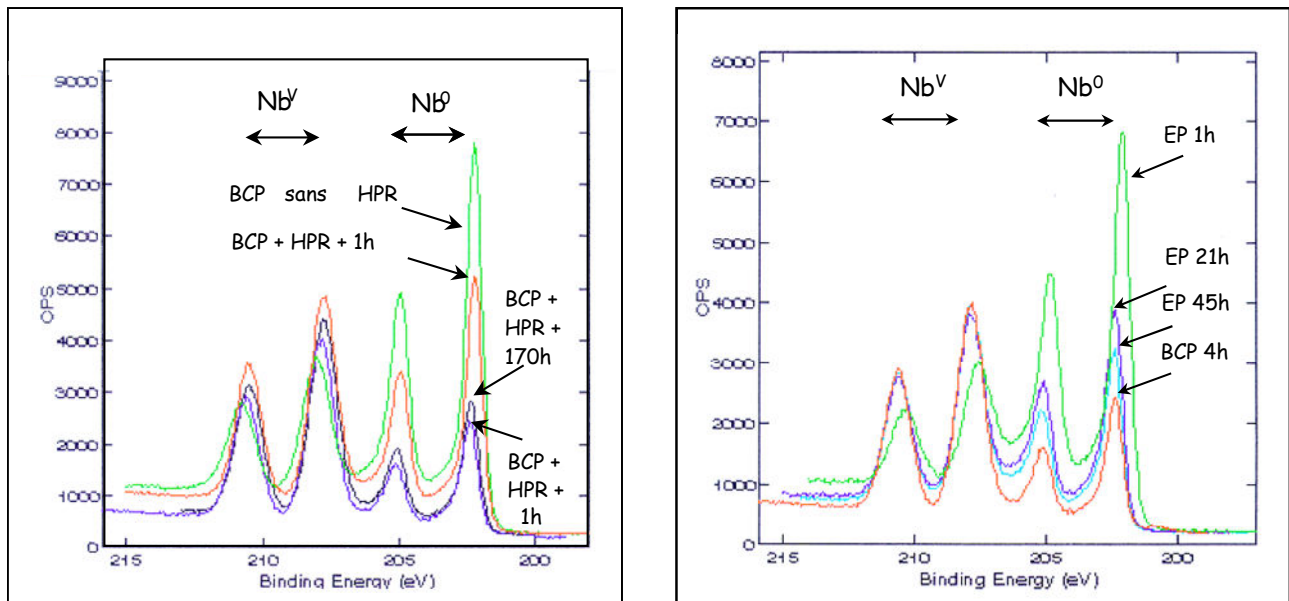 9000
8000
7000
6000
5000
4000
3000
2000
1000
0
CPS
Nb^V
Nb^0
BCP sans HPR
BCP + HPR + 1h
BCP +
HPR +
170h
BCP +
HPR +
1h
215
210
205
200
Binding Energy (eV)
8000
7000
6000
5000
4000
3000
2000
1000
0
CPS
Nb^V
Nb^0
EP 1h
EP 21h
EP 45h
BCP 4h
215
210
205
200
Binding Energy (eV)